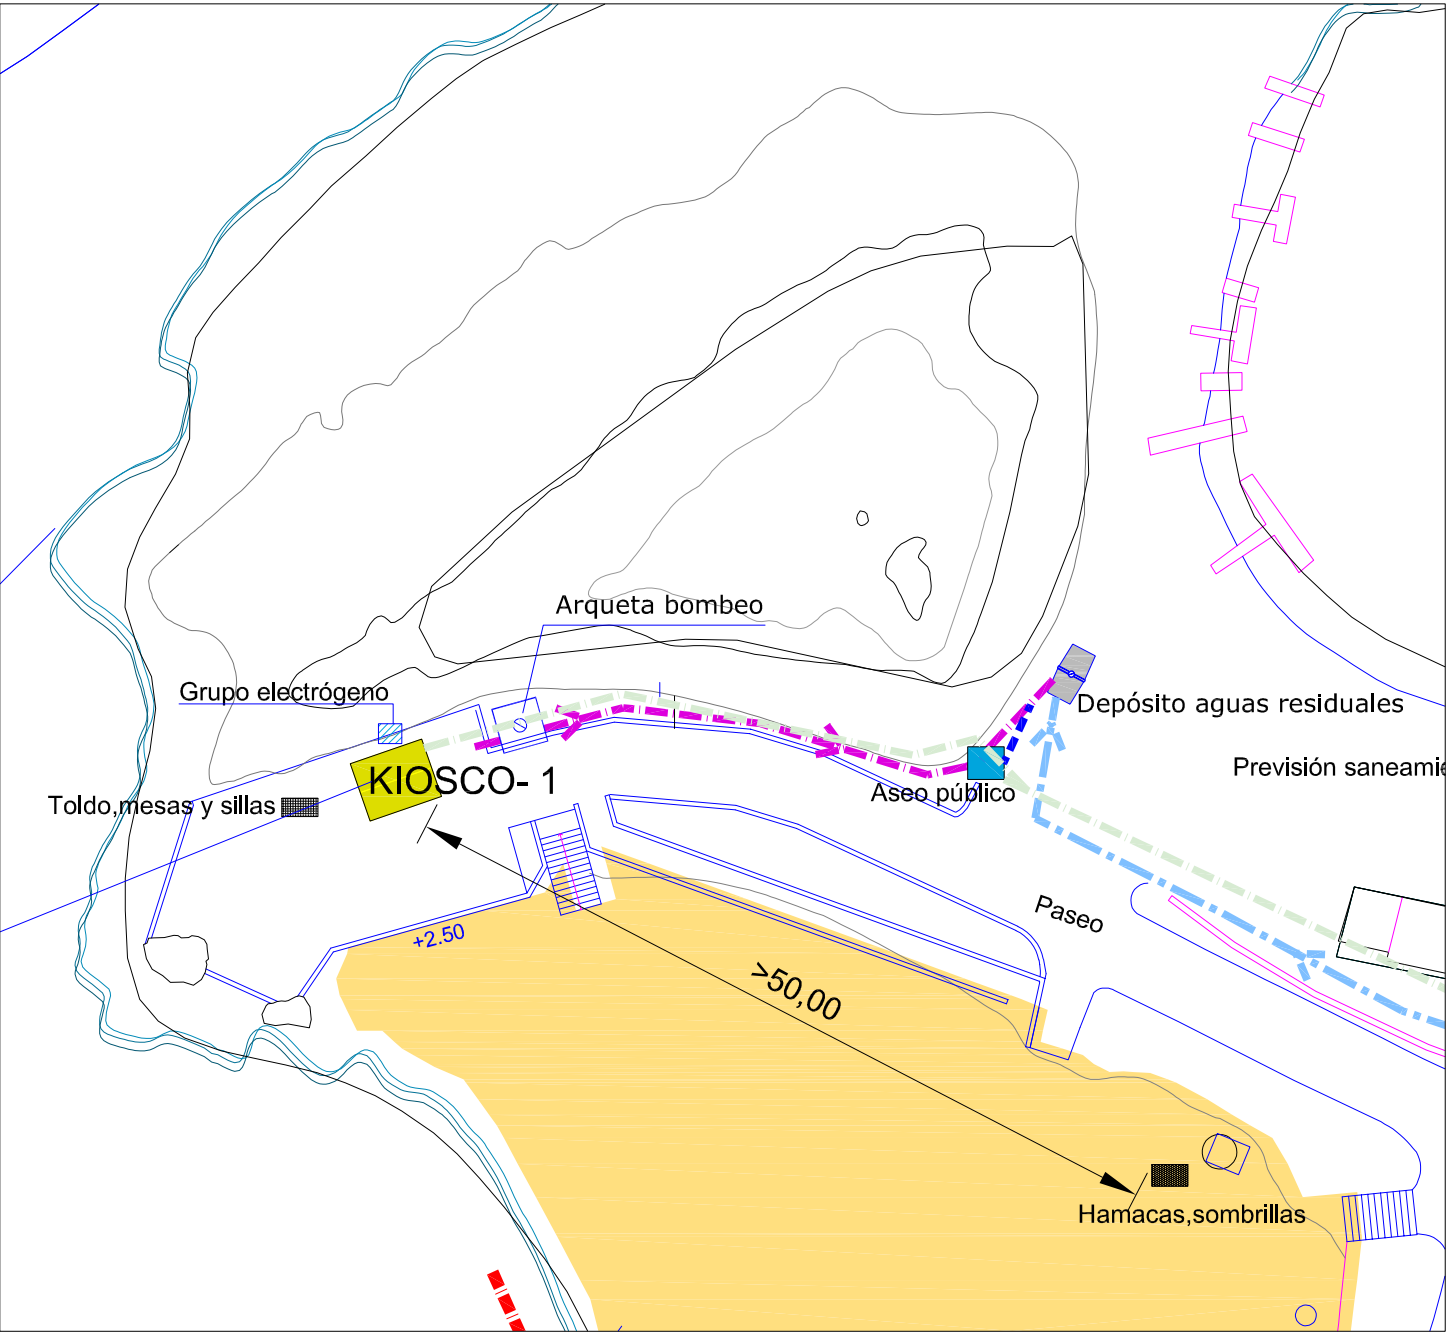 Arqueta bombeo
Grupo electrógeno
Depósito aguas residuales
KIOSCO- 1
Previsión saneamie
Toldo,mesas y sillas
Aseo público
Paseo
+2.50
>50,00
Hamacas,sombrillas